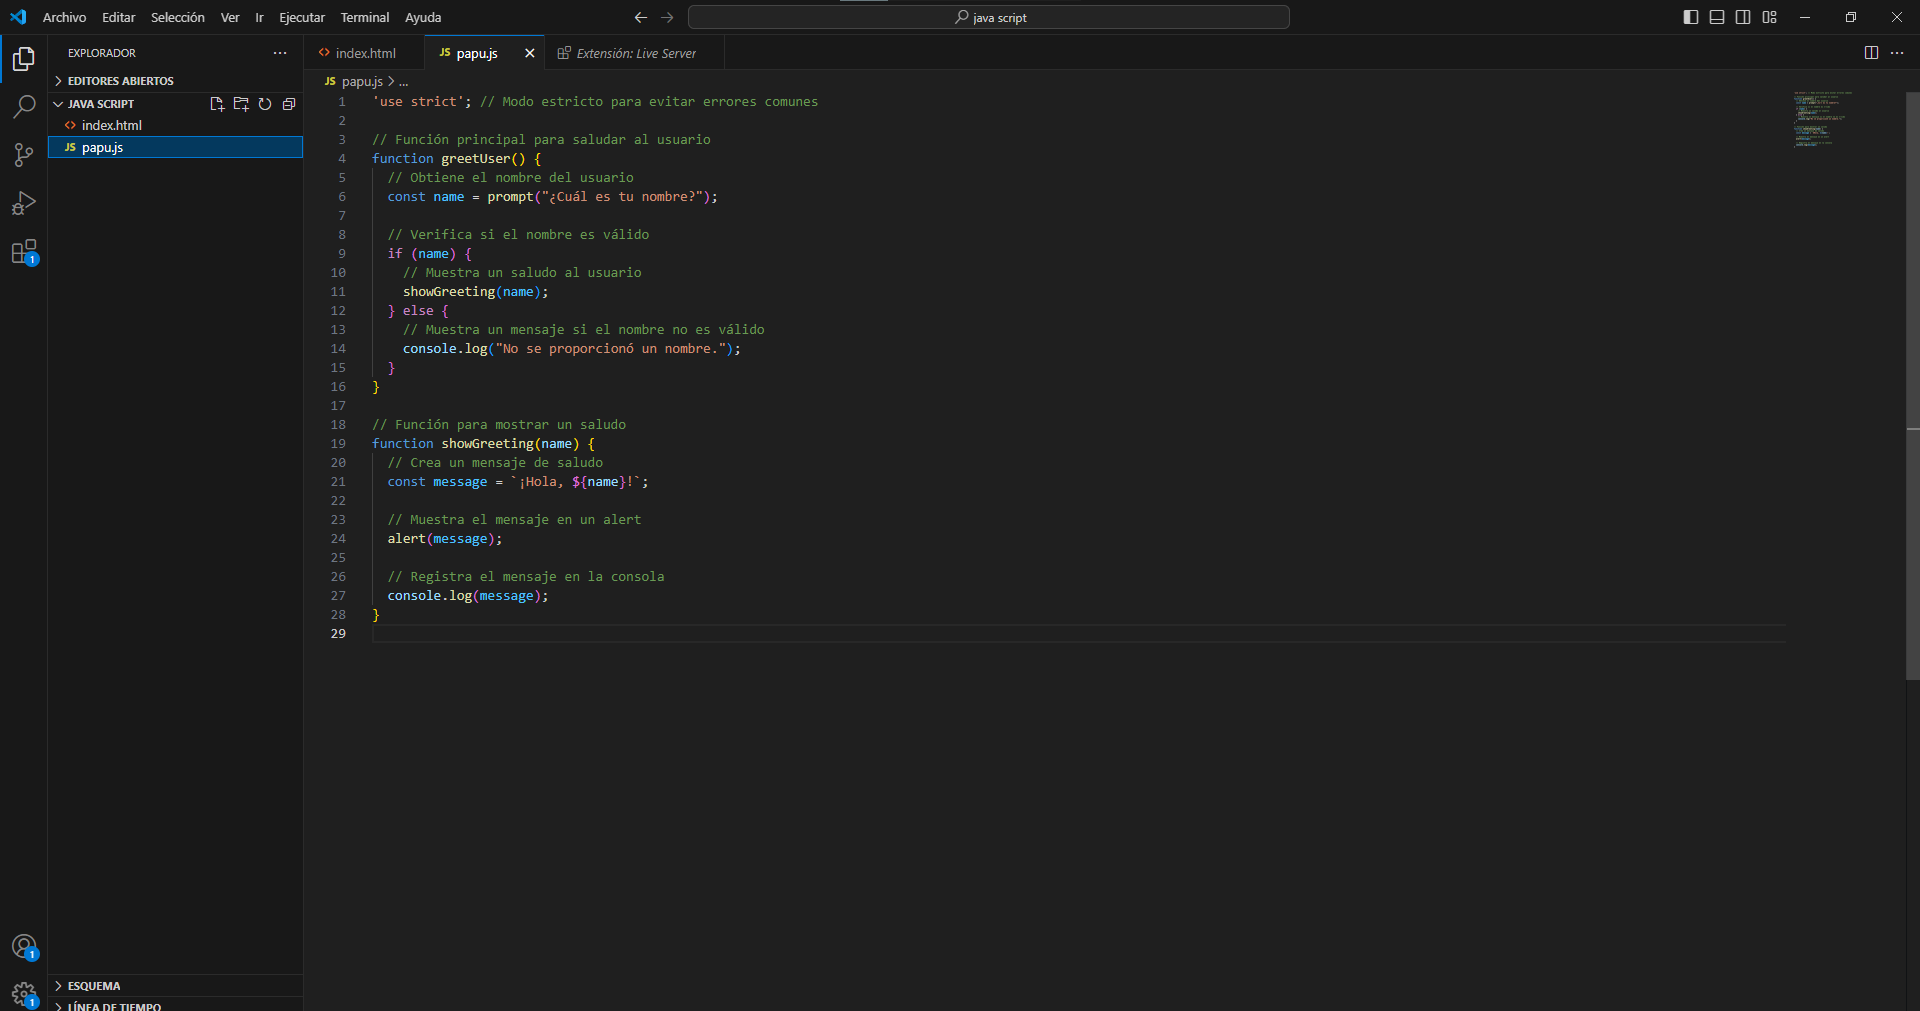 Archivo Editar Selección Ver Ir Ejecutar Terminal Ayuda
java script
EXPLORADOR
EDITORES ABIERTOS
JAVA SCRIPT
index.html
JS papu.js
1
1
1
ESQUEMA
LÍNEA DE TIEMPO
index.html
JS papu.js
Extensión: Live Server
JS papu.js > ...
1 'use strict'; // Modo estricto para evitar errores comunes
2
3 // Función principal para saludar al usuario
4 function greetUser() {
5 // Obtiene el nombre del usuario
6 const name = prompt("¿Cuál es tu nombre?");
7
8 // Verifica si el nombre es válido
9 if (name) {
10 // Muestra un saludo al usuario
11 showGreeting(name);
12 } else {
13 // Muestra un mensaje si el nombre no es válido
14 console.log("No se proporcionó un nombre.");
15 }
16 }
17
18 // Función para mostrar un saludo
19 function showGreeting(name) {
20 // Crea un mensaje de saludo
21 const message = `¡Hola, ${name}!`;
22
23 // Muestra el mensaje en un alert
24 alert(message);
25
26 // Registra el mensaje en la consola
27 console.log(message);
28 }
29